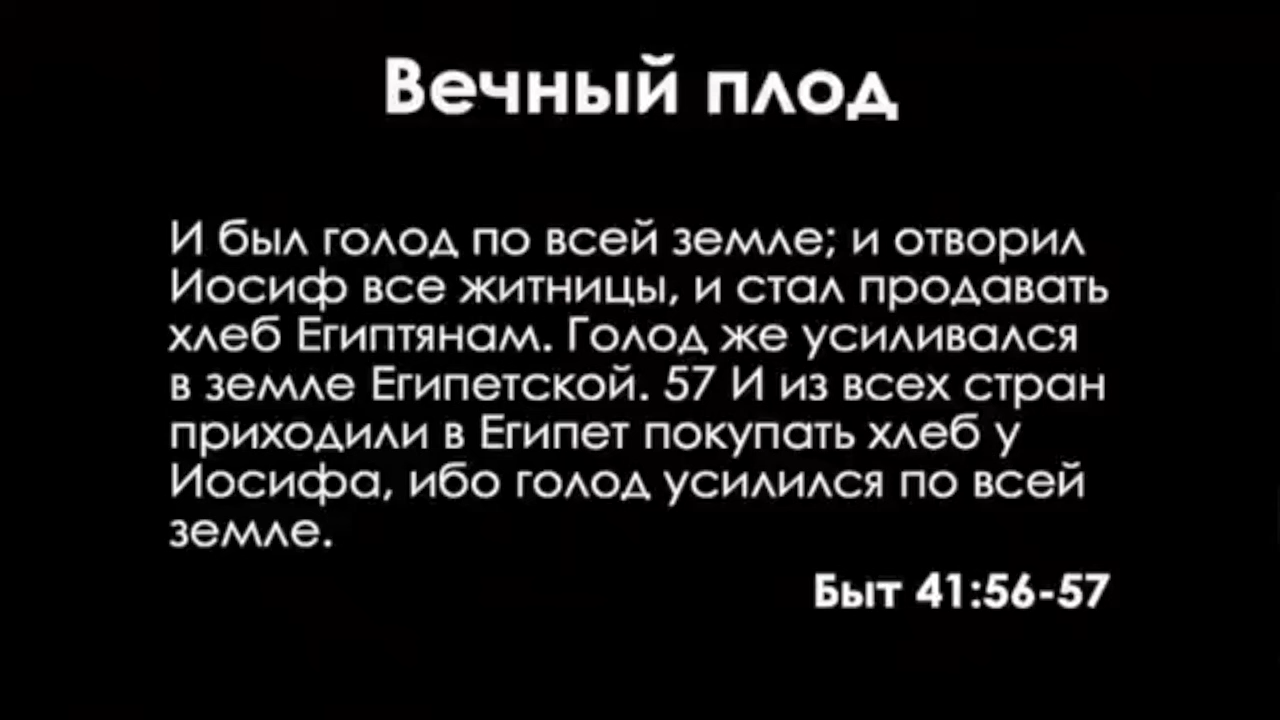 Вечный плод
И был голод по всей земле; и отворил
Иосиф все житницы, и стал продавать
хлеб Египтянам. Голод же усиливался
в земле Египетской. 57 И из всех стран
приходили в Египет покупать хлеб у
Иосифа, ибо голод усилился по всей
земле.
Быт 41:56-57